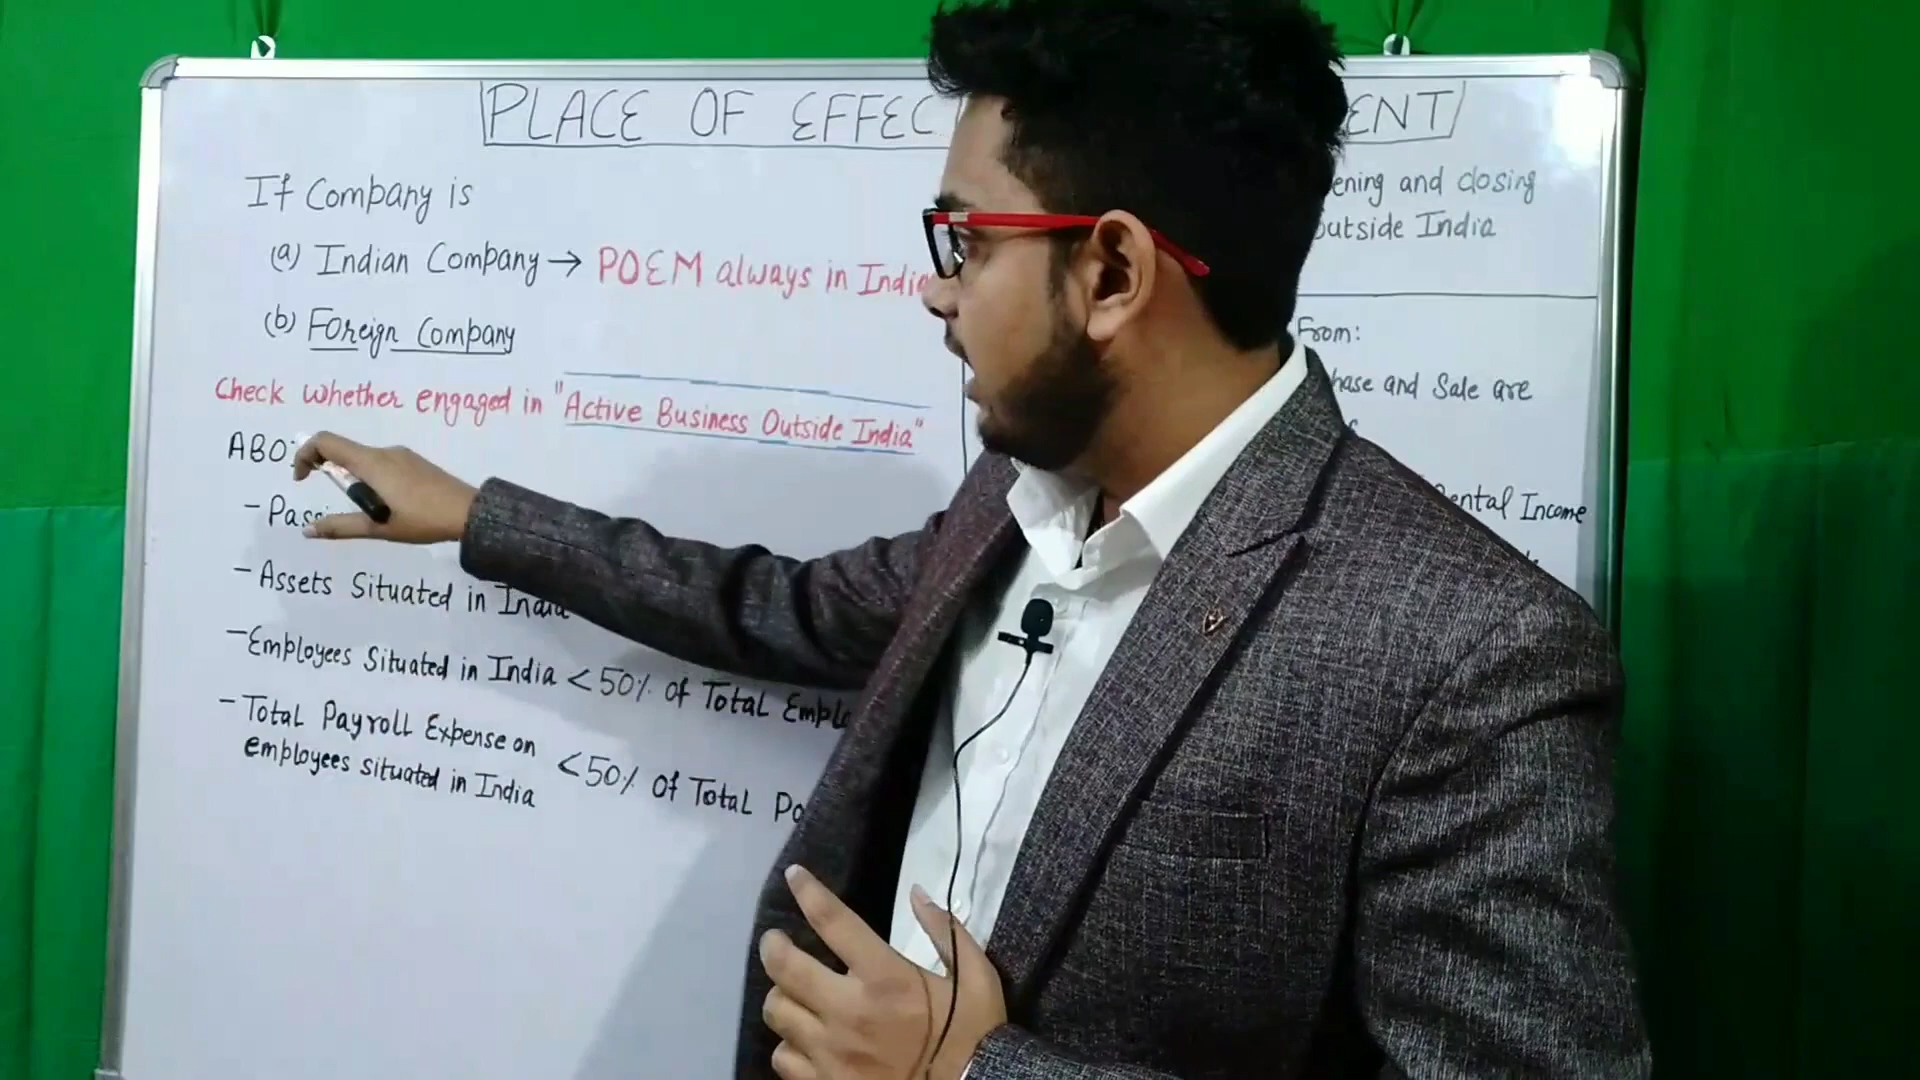 PLACE OF EFFEC ENT
If Company is
(a) Indian Company → POEM always in India
(b) Foreign Company
Check whether engaged in "Active Business Outside India"
ABO
- Pass
- Assets Situated in India
- Employees Situated in India < 50% of Total Emplo
- Total Payroll Expense on
employees situated in India < 50% of Total Pa
ening and closing
outside India
From:
hase and Sale are
ental Income